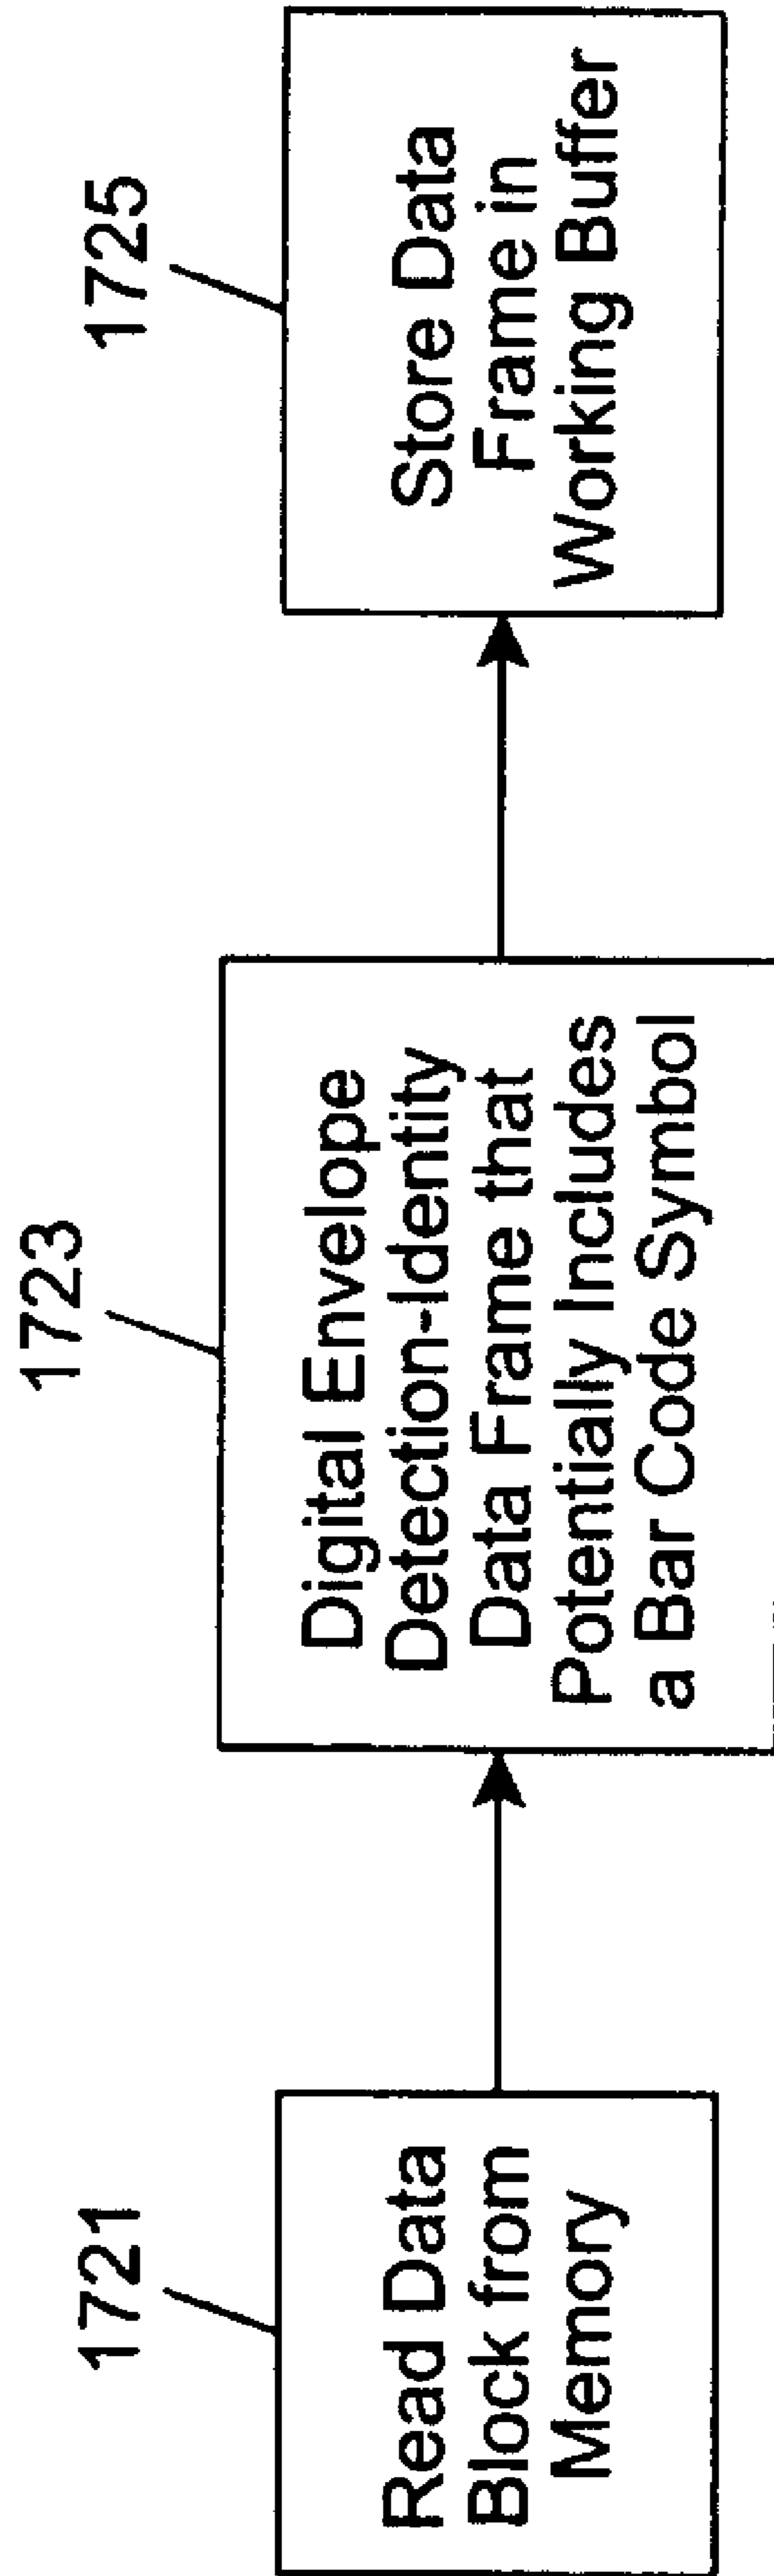 1721
Read Data
Block from
Memory
1723
Digital Envelope
Detection-Identity
Data Frame that
Potentially Includes
a Bar Code Symbol
1725
Store Data
Frame in
Working Buffer